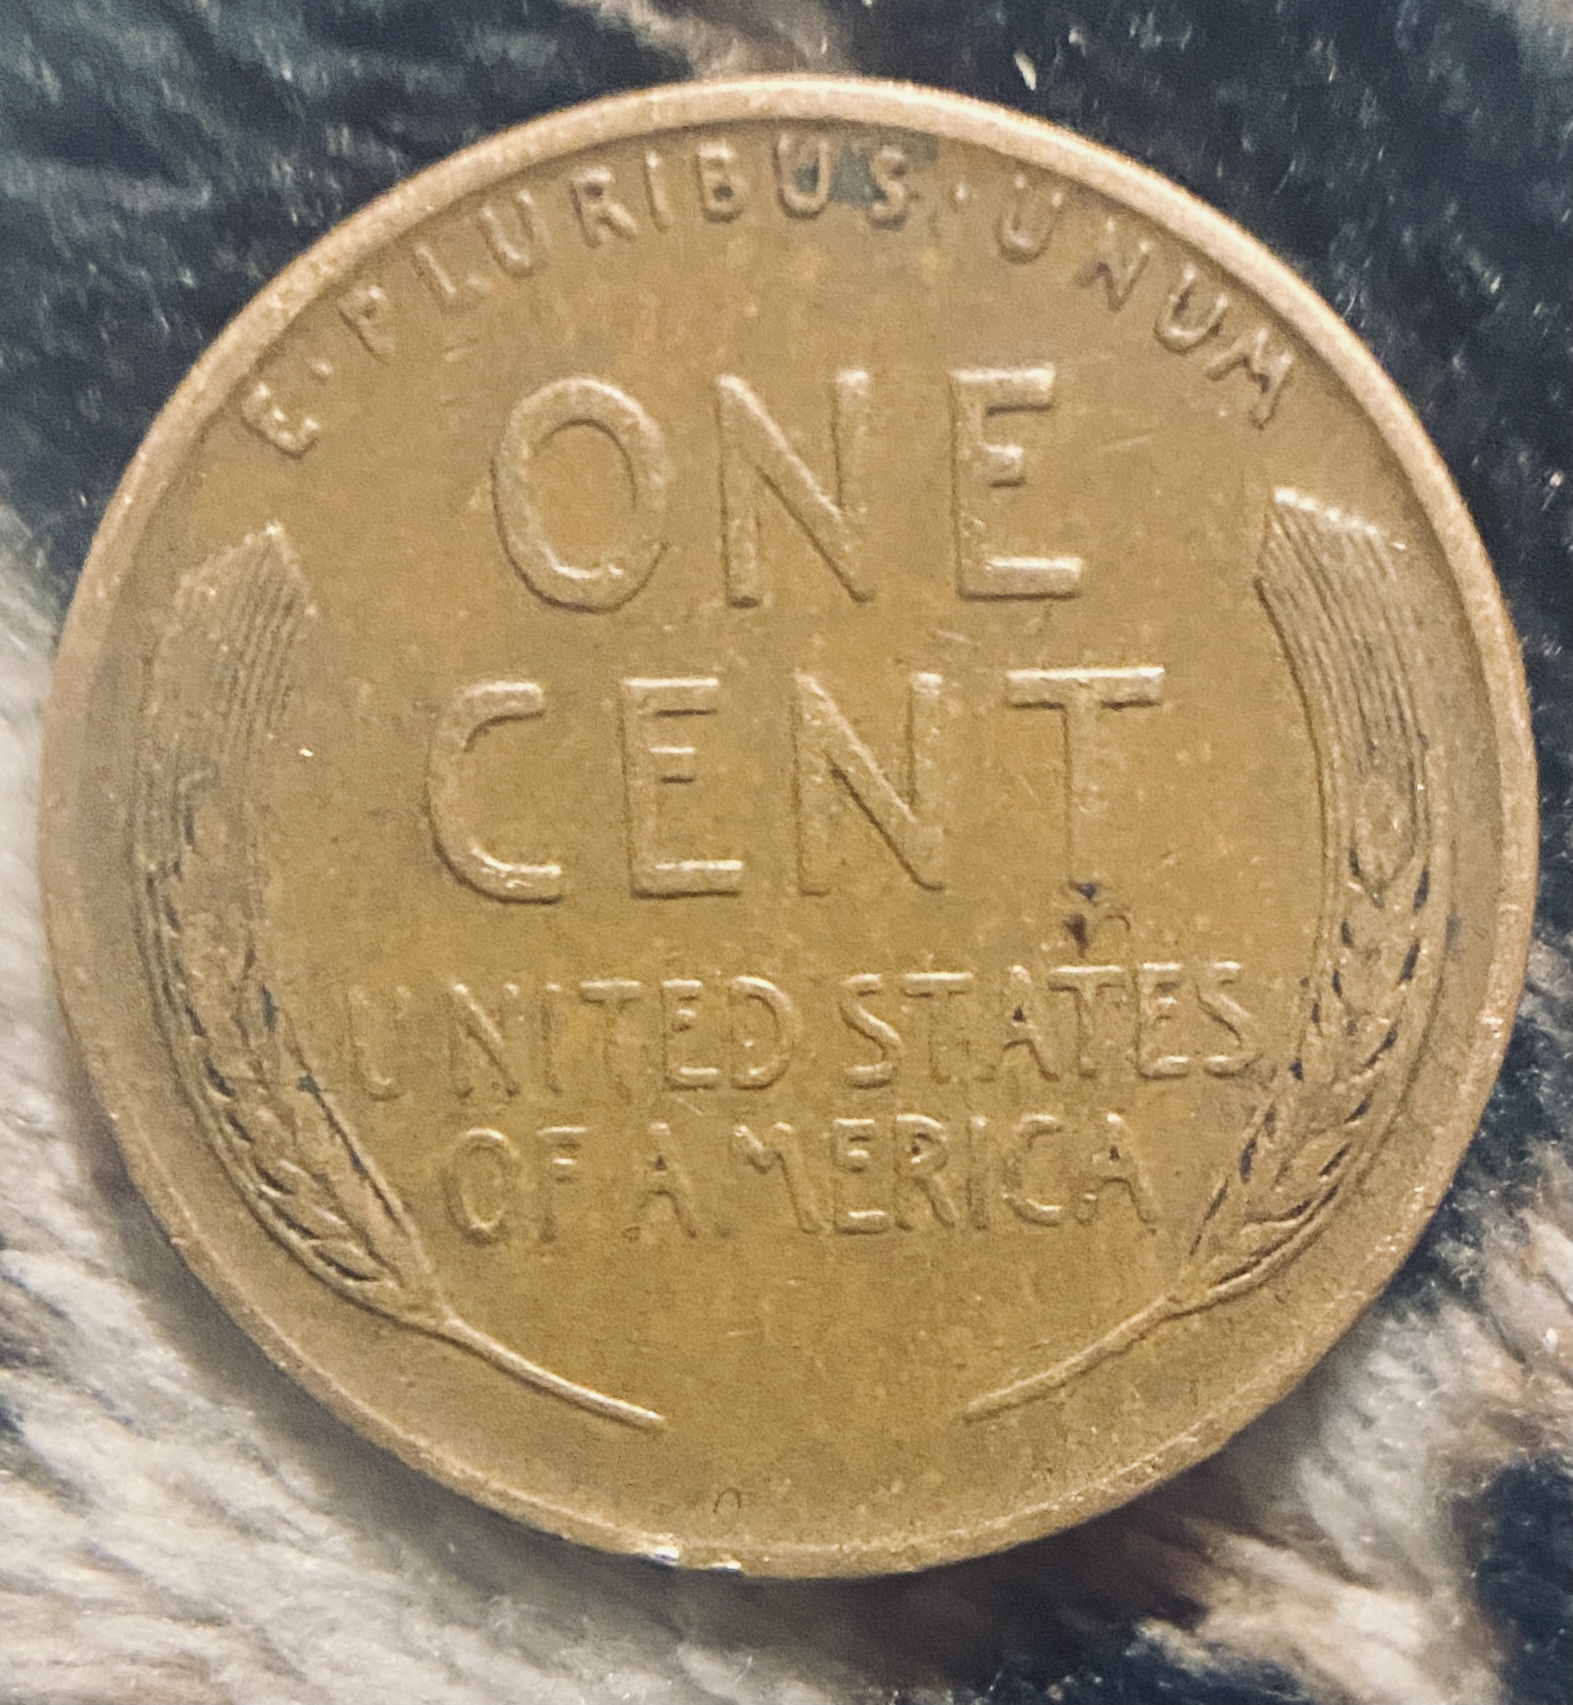 E·PLURIBUS·UNUM
ONE
CENT
UNITED STATES
OF AMERICA